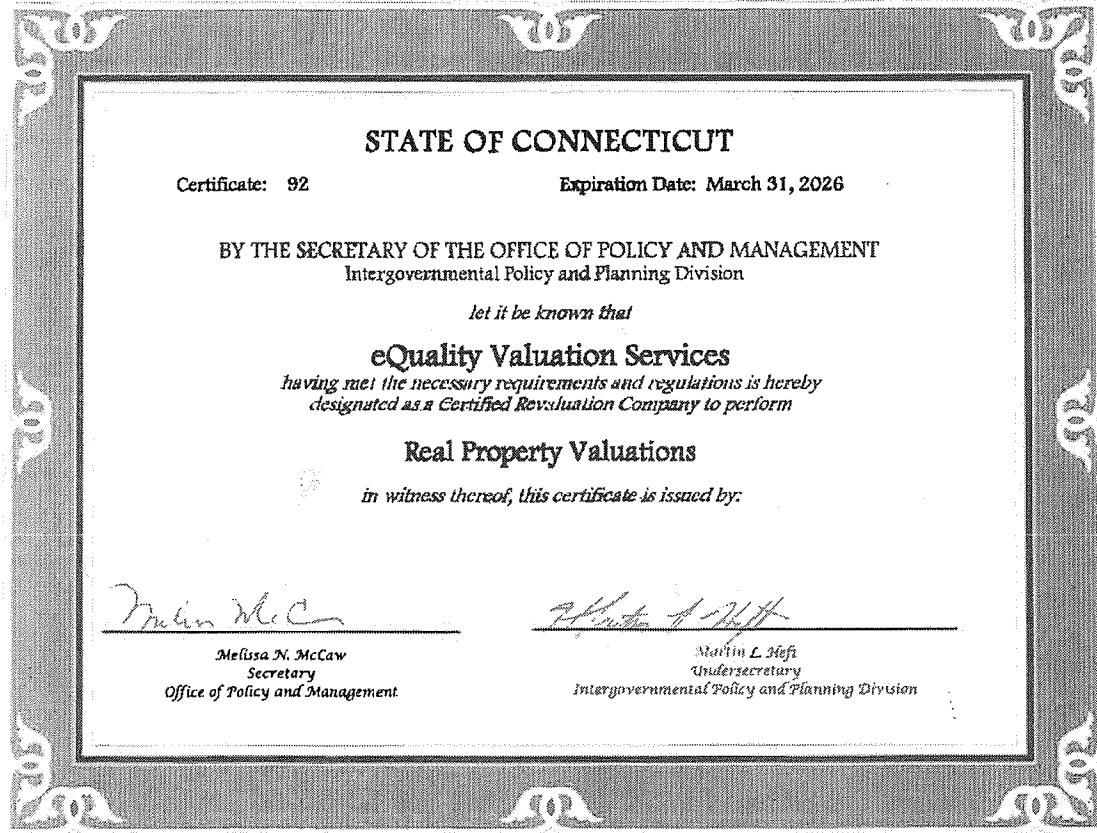 STATE OF CONNECTICUT
Certificate: 92 Expiration Date: March 31, 2026
BY THE SECRETARY OF THE OFFICE OF POLICY AND MANAGEMENT
Intergovernmental Policy and Planning Division
let it be known that
eQuality Valuation Services
having met the necessary requirements and regulations is hereby
designated as a Certified Revaluation Company to perform
Real Property Valuations
in witness thereof, this certificate is issued by:
Melissa N. McCaw
Secretary
Office of Policy and Management
Martin L. Heft
Undersecretary
Intergovernmental Policy and Planning Division